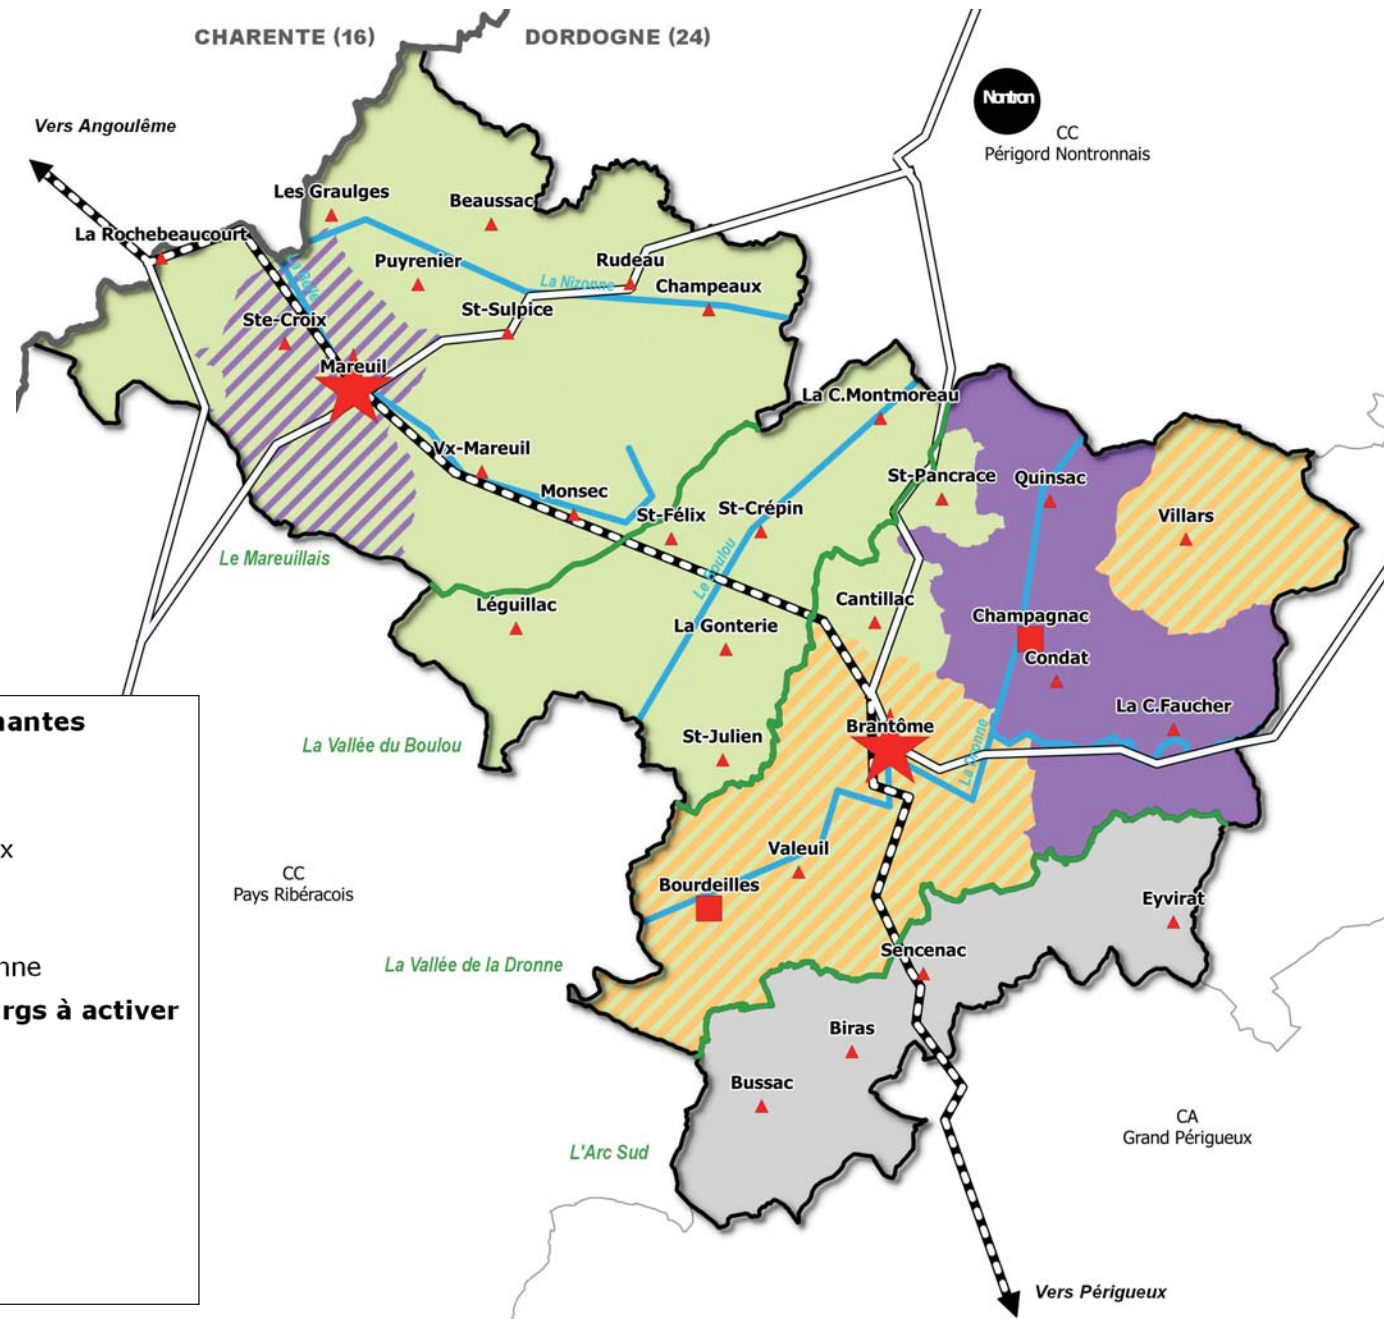 CHARENTE (16)
DORDOGNE (24)
Nontron
Vers Angoulême
CC
Périgord Nontronnais
Les Graulges
Beaussac
La Rochebeaucourt
Puyrenier
Rudeau
La Belle
La Nizonne
Champeaux
St-Sulpice
Ste-Croix
Mareuil
La C.Montmoreau
Vx-Mareuil
St-Pancrace
Quinsac
Monsec
St-Félix
St-Crépin
Villars
Le Mareuillais
Le Boulou
Léguillac
Cantillac
La Gonterie
Champagnac
Condat
La C.Faucher
nantes
La Vallée du Boulou
St-Julien
Brantôme
La Dronne
x
Valeuil
CC
Pays Ribéracois
Bourdeilles
Eyvirat
Sencenac
nne
La Vallée de la Dronne
rgs à activer
Biras
Bussac
CA
Grand Périgueux
L'Arc Sud
Vers Périgueux